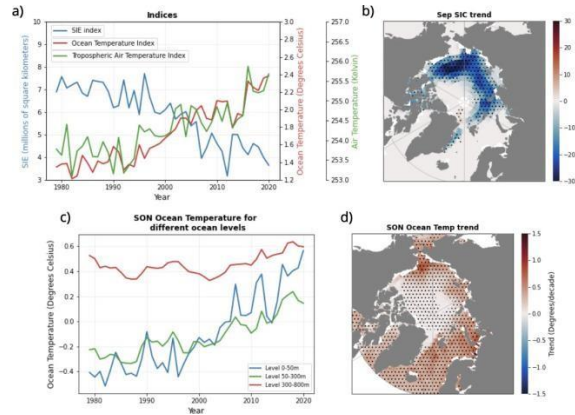 a)
Indices
SIE index
Ocean Temperature Index
Tropospheric Air Temperature Index
SIE (millions of square kilometers)
10
9
8
7
6
5
4
3
1980
1990
2000
2010
2020
Year
3.0
2.8
2.6
2.4
2.2
2.0
1.8
1.6
1.4
1.2
Ocean Temperature (Degrees Celsius)
257.0
256.5
256.0
255.5
255.0
254.5
254.0
253.5
253.0
Air Temperature (Kelvin)
b)
Sep SIC trend
30
20
10
0
-10
-20
-30
c)
SON Ocean Temperature for
different ocean levels
Ocean Temperature (Degrees Celsius)
0.6
0.4
0.2
0.0
−0.2
−0.4
1980
1985
1990
1995
2000
2005
2010
2015
2020
Year
Level 0-50m
Level 50-300m
Level 300-800m
d)
SON Ocean Temp trend
1.5
1.0
0.5
0.0
-0.5
-1.0
-1.5
Trend (Degrees/decade)